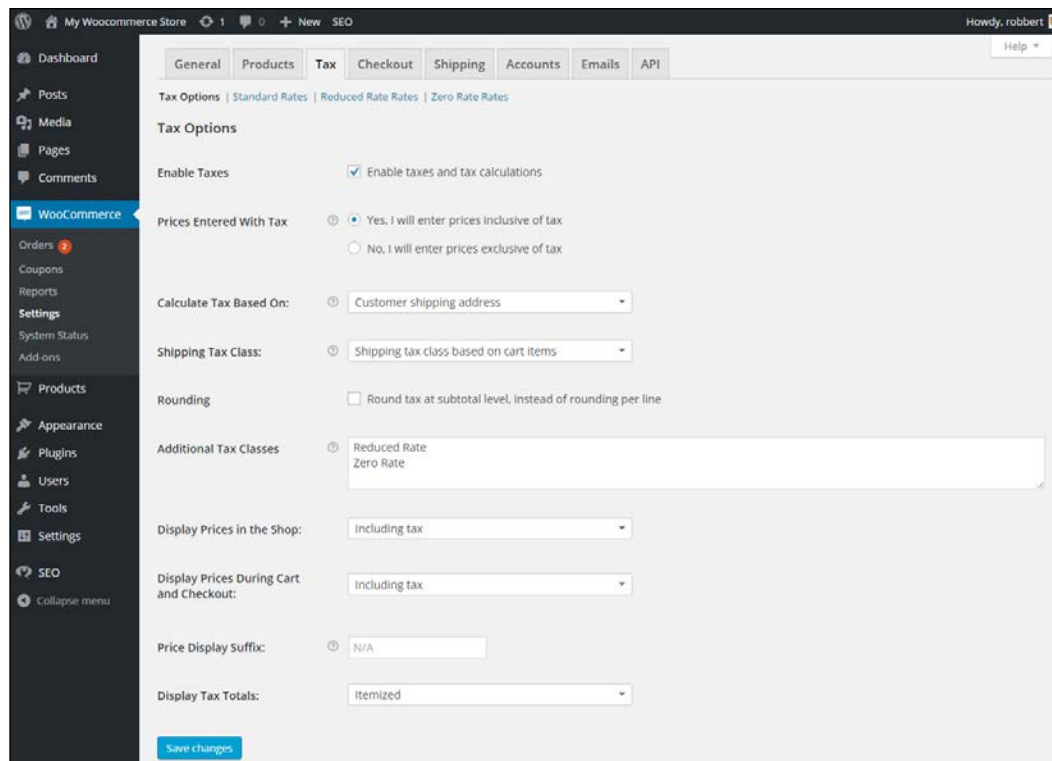 My Woocommerce Store 1 0 + New SEO Howdy, robbert
Help
Dashboard
Posts
Media
Pages
Comments
WooCommerce
Orders 2
Coupons
Reports
Settings
System Status
Add-ons
Products
Appearance
Plugins
Users
Tools
Settings
SEO
Collapse menu
General Products Tax Checkout Shipping Accounts Emails API
Tax Options | Standard Rates | Reduced Rate Rates | Zero Rate Rates
Tax Options
Enable Taxes Enable taxes and tax calculations
Prices Entered With Tax Yes, I will enter prices inclusive of tax
No, I will enter prices exclusive of tax
Calculate Tax Based On: Customer shipping address
Shipping Tax Class: Shipping tax class based on cart items
Rounding Round tax at subtotal level, instead of rounding per line
Additional Tax Classes Reduced Rate
Zero Rate
Display Prices in the Shop: Including tax
Display Prices During Cart
and Checkout: Including tax
Price Display Suffix: N/A
Display Tax Totals: Itemized
Save changes